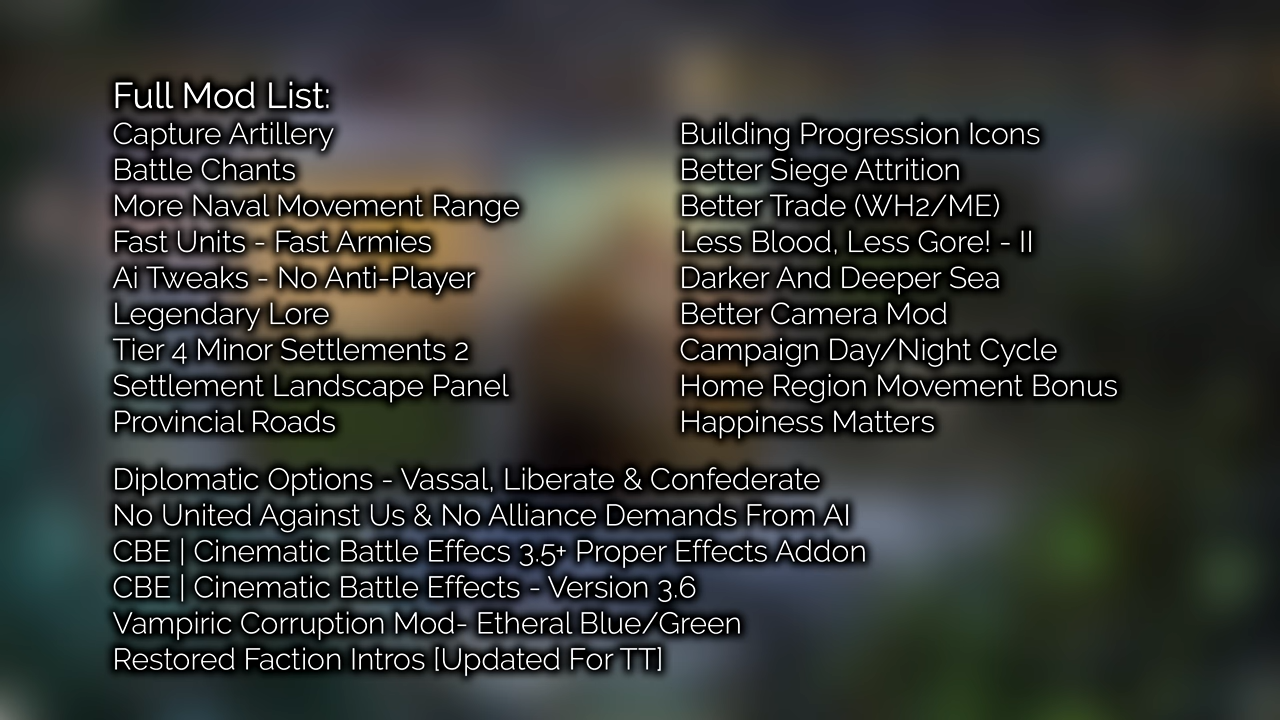 Full Mod List:
Capture Artillery
Battle Chants
More Naval Movement Range
Fast Units - Fast Armies
Ai Tweaks - No Anti-Player
Legendary Lore
Tier 4 Minor Settlements 2
Settlement Landscape Panel
Provincial Roads
Building Progression Icons
Better Siege Attrition
Better Trade (WH2/ME)
Less Blood, Less Gore! - II
Darker And Deeper Sea
Better Camera Mod
Campaign Day/Night Cycle
Home Region Movement Bonus
Happiness Matters
Diplomatic Options - Vassal, Liberate & Confederate
No United Against Us & No Alliance Demands From AI
CBE | Cinematic Battle Effecs 3.5+ Proper Effects Addon
CBE | Cinematic Battle Effects - Version 3.6
Vampiric Corruption Mod- Etheral Blue/Green
Restored Faction Intros [Updated For TT]